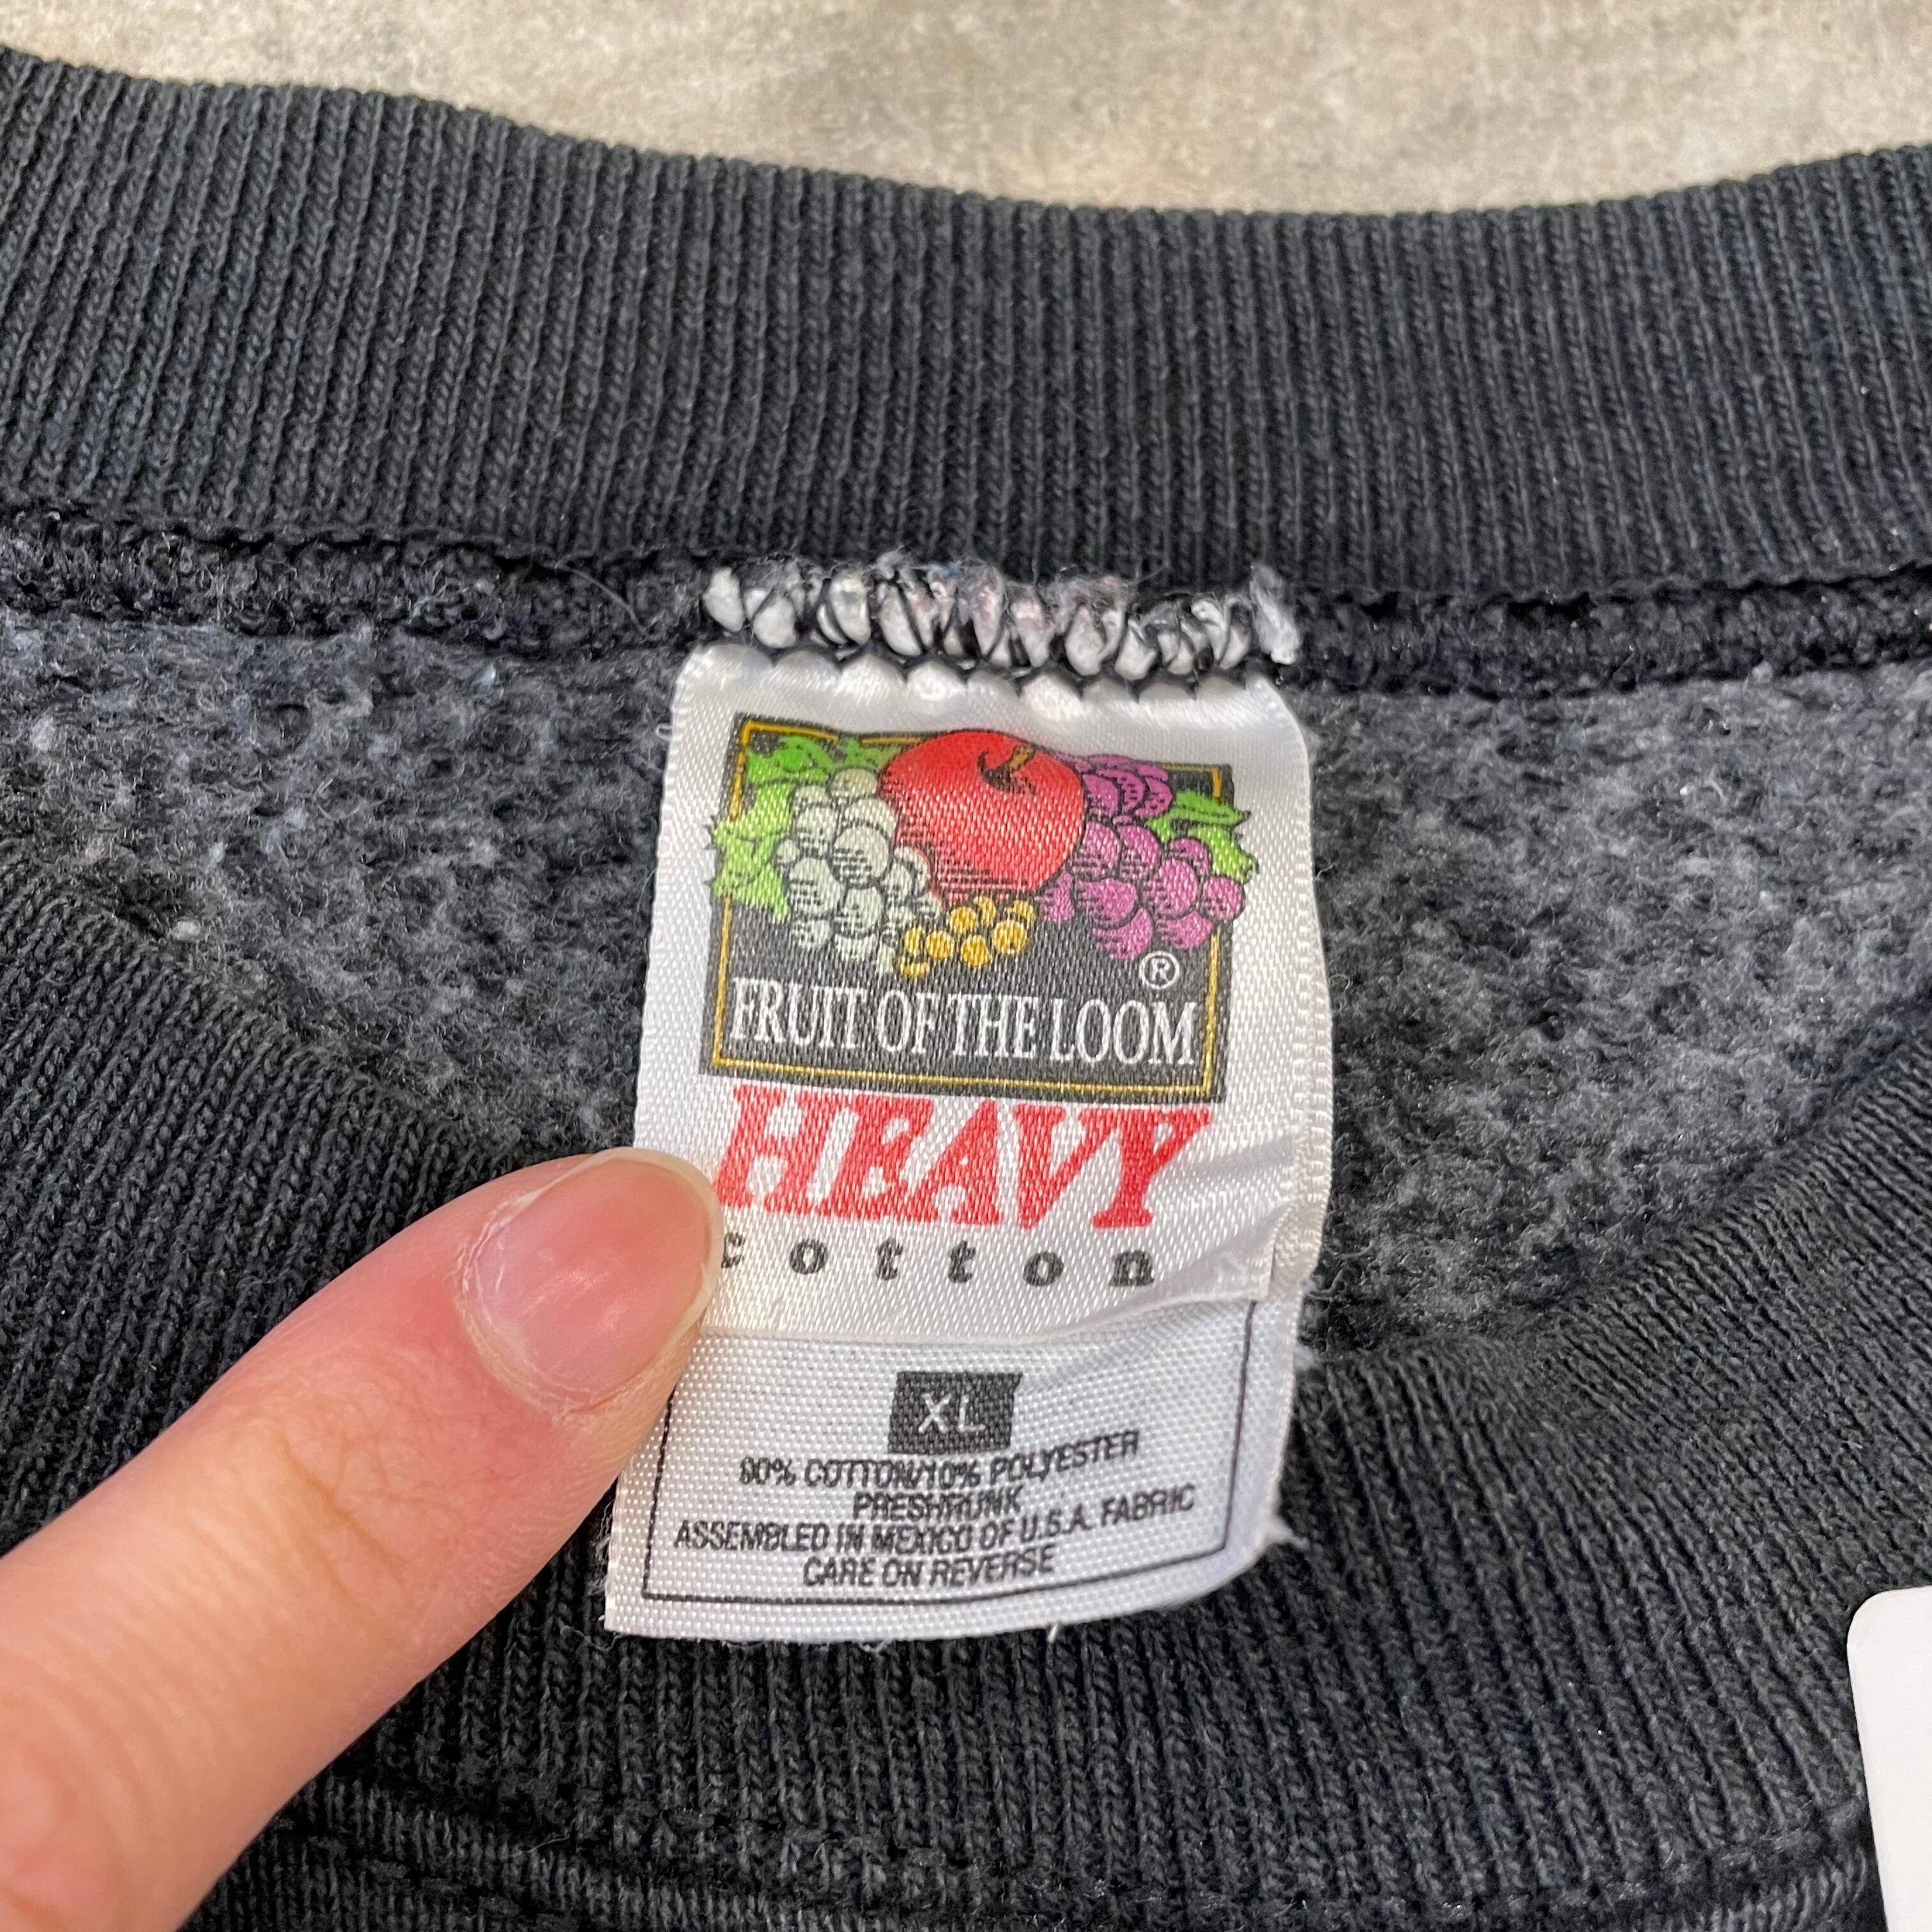 ®
FRUIT OF THE LOOM
HEAVY
cotton
XL
90% COTTON/10% POLYESTER
PRESHRUNK
ASSEMBLED IN MEXICO OF U.S.A. FABRIC
CARE ON REVERSE